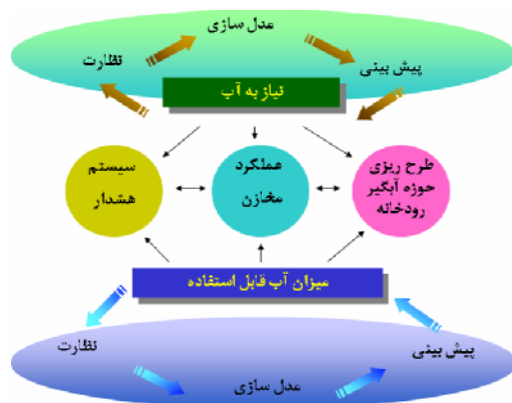 مدل سازی
نظارت
پیش بینی
نیاز به آب
طرح ریزی
حوزه آبگیر
رودخانه
عملکرد
مخازن
سیستم
هشدار
میزان آب قابل استفاده
پیش بینی
نظارت
مدل سازی